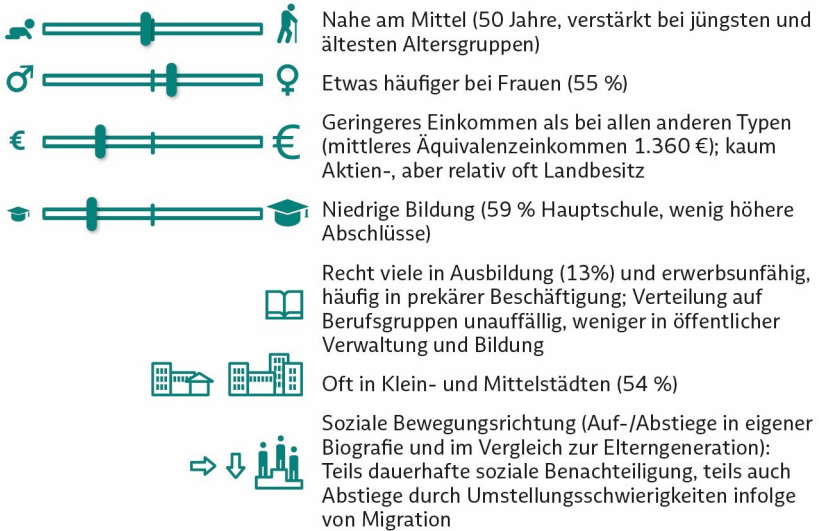 Nahe am Mittel (50 Jahre, verstärkt bei jüngsten und
ältesten Altersgruppen)
Etwas häufiger bei Frauen (55 %)
€
€
Geringeres Einkommen als bei allen anderen Typen
(mittleres Äquivalenzeinkommen 1.360 €); kaum
Aktien-, aber relativ oft Landbesitz
Niedrige Bildung (59 % Hauptschule, wenig höhere
Abschlüsse)
Recht viele in Ausbildung (13%) und erwerbsunfähig,
häufig in prekärer Beschäftigung; Verteilung auf
Berufsgruppen unauffällig, weniger in öffentlicher
Verwaltung und Bildung
Oft in Klein- und Mittelstädten (54 %)
Soziale Bewegungsrichtung (Auf-/Abstiege in eigener
Biografie und im Vergleich zur Elterngeneration):
Teils dauerhafte soziale Benachteiligung, teils auch
Abstiege durch Umstellungsschwierigkeiten infolge
von Migration